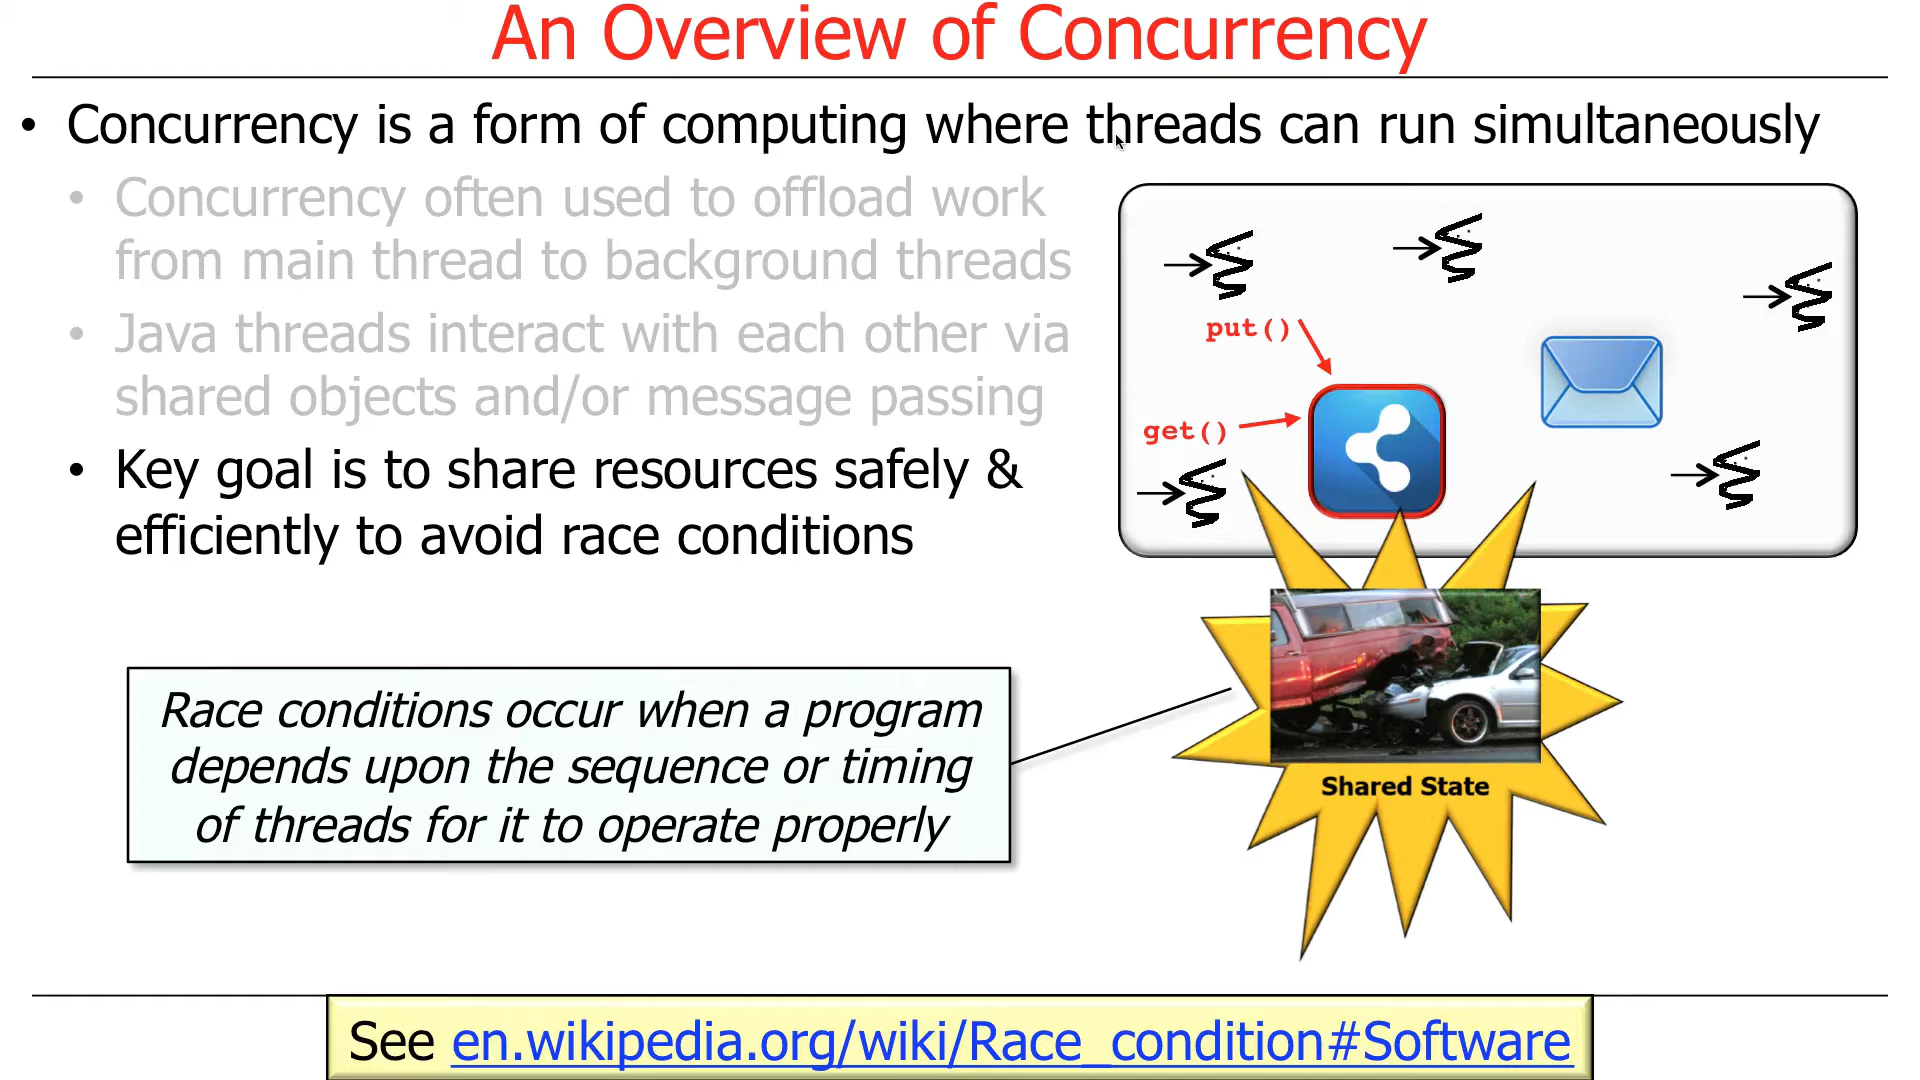 An Overview of Concurrency
• Concurrency is a form of computing where threads can run simultaneously
• Concurrency often used to offload work
from main thread to background threads
• Java threads interact with each other via
shared objects and/or message passing
• Key goal is to share resources safely &
efficiently to avoid race conditions
put()
get()
Race conditions occur when a program
depends upon the sequence or timing
of threads for it to operate properly
Shared State
See en.wikipedia.org/wiki/Race_condition#Software